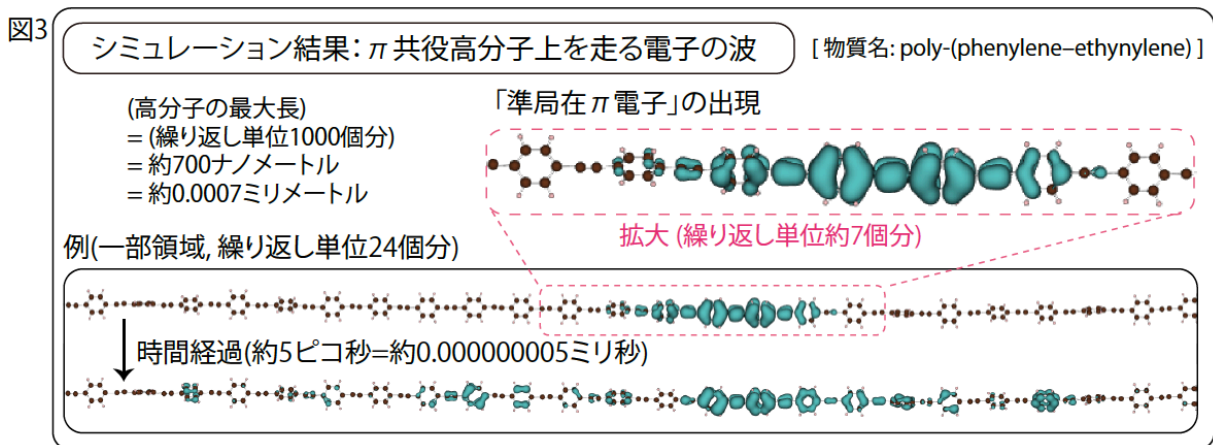 図3
シミュレーション結果: π 共役高分子上を走る電子の波
[ 物質名: poly-(phenylene–ethynylene) ]
(高分子の最大長)
= (繰り返し単位1000個分)
= 約700ナノメートル
= 約0.0007ミリメートル
「準局在π電子」の出現
拡大 (繰り返し単位約7個分)
例(一部領域, 繰り返し単位24個分)
時間経過(約5ピコ秒=約0.000000005ミリ秒)